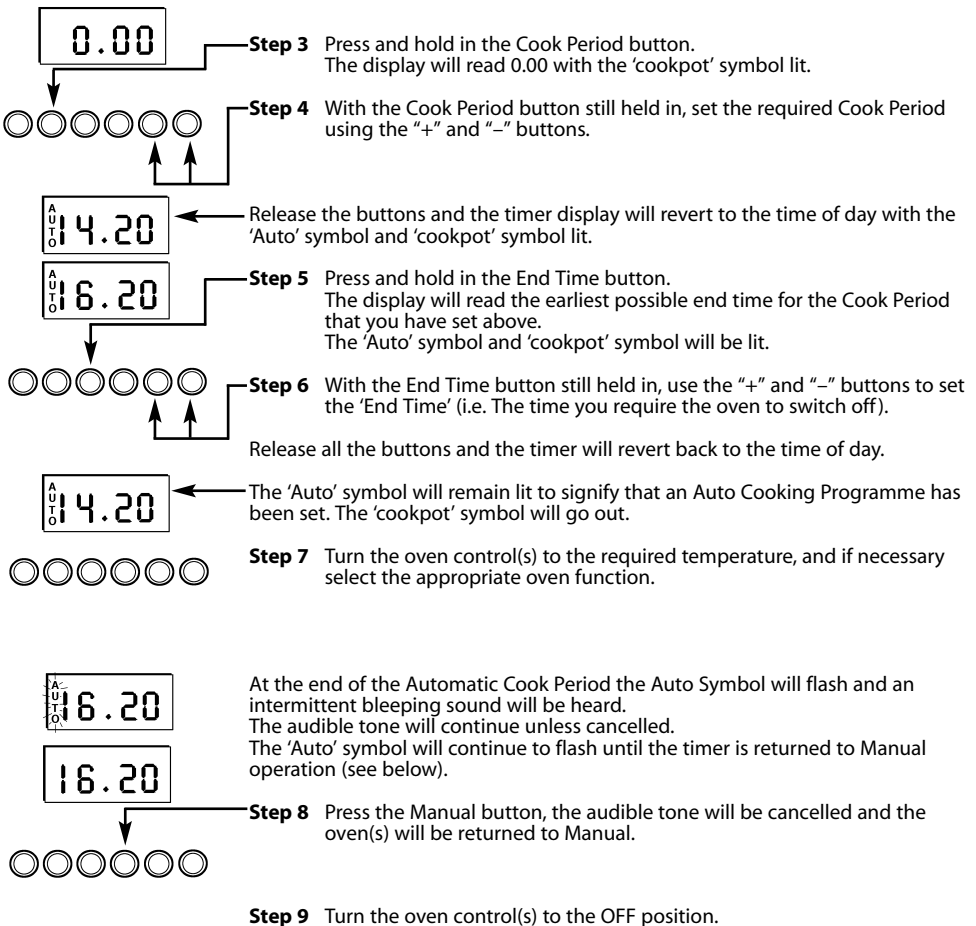 0.00
Step 3 Press and hold in the Cook Period button.
The display will read 0.00 with the 'cookpot' symbol lit.
Step 4 With the Cook Period button still held in, set the required Cook Period
using the “+” and “–” buttons.
AUTO 14.20
Release the buttons and the timer display will revert to the time of day with the
'Auto' symbol and 'cookpot' symbol lit.
AUTO 16.20
Step 5 Press and hold in the End Time button.
The display will read the earliest possible end time for the Cook Period
that you have set above.
The 'Auto' symbol and 'cookpot' symbol will be lit.
Step 6 With the End Time button still held in, use the “+” and “–” buttons to set
the 'End Time' (i.e. The time you require the oven to switch off).
Release all the buttons and the timer will revert back to the time of day.
AUTO 14.20
The 'Auto' symbol will remain lit to signify that an Auto Cooking Programme has
been set. The 'cookpot' symbol will go out.
Step 7 Turn the oven control(s) to the required temperature, and if necessary
select the appropriate oven function.
AUTO 16.20
At the end of the Automatic Cook Period the Auto Symbol will flash and an
intermittent bleeping sound will be heard.
The audible tone will continue unless cancelled.
The 'Auto' symbol will continue to flash until the timer is returned to Manual
operation (see below).
16.20
Step 8 Press the Manual button, the audible tone will be cancelled and the
oven(s) will be returned to Manual.
Step 9 Turn the oven control(s) to the OFF position.